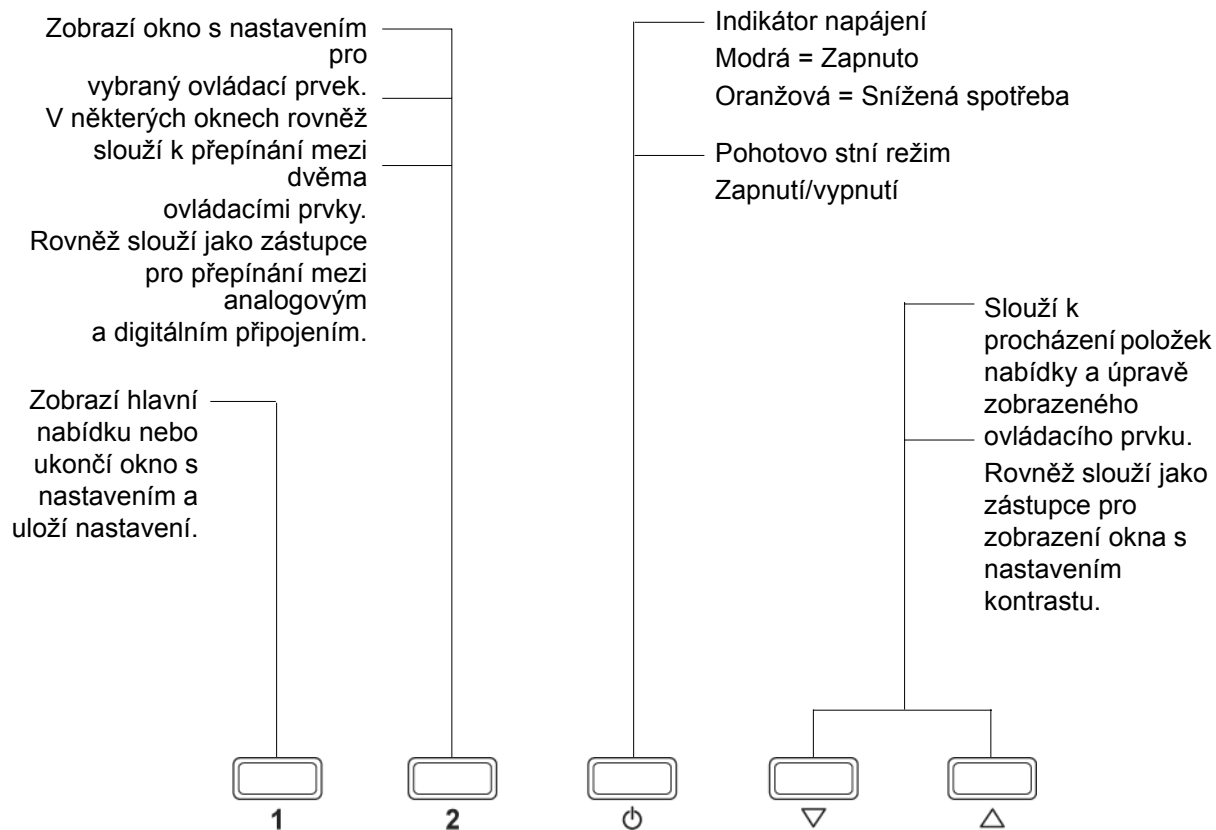 Zobrazí okno s nastavením
pro
vybraný ovládací prvek.
V některých oknech rovněž
slouží k přepínání mezi
dvěma
ovládacími prvky.
Rovněž slouží jako zástupce
pro přepínání mezi
analogovým
a digitálním připojením.
Zobrazí hlavní
nabídku nebo
ukončí okno s
nastavením a
uloží nastavení.
Indikátor napájení
Modrá = Zapnuto
Oranžová = Snížená spotřeba
Pohotovo stní režim
Zapnutí/vypnutí
Slouží k
procházení položek
nabídky a úpravě
zobrazeného
ovládacího prvku.
Rovněž slouží jako
zástupce pro
zobrazení okna s
nastavením
kontrastu.
1 2